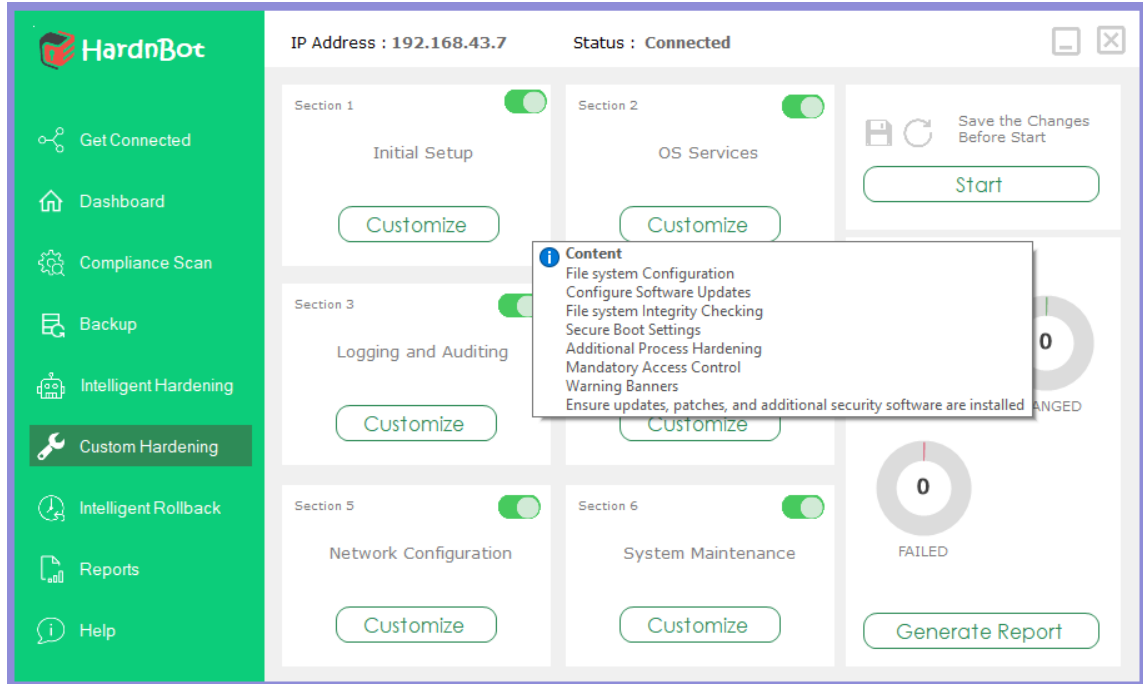 HardnBot
IP Address : 192.168.43.7
Status : Connected
Get Connected
Dashboard
Compliance Scan
Backup
Intelligent Hardening
Custom Hardening
Intelligent Rollback
Reports
Help
Section 1
Initial Setup
Customize
Section 2
OS Services
Customize
Save the Changes
Before Start
Start
Content
File system Configuration
Configure Software Updates
File system Integrity Checking
Secure Boot Settings
Additional Process Hardening
Mandatory Access Control
Warning Banners
Ensure updates, patches, and additional security software are installed
Section 3
Logging and Auditing
Customize
Customize
0
ANGED
0
FAILED
Section 5
Network Configuration
Customize
Section 6
System Maintenance
Customize
Generate Report